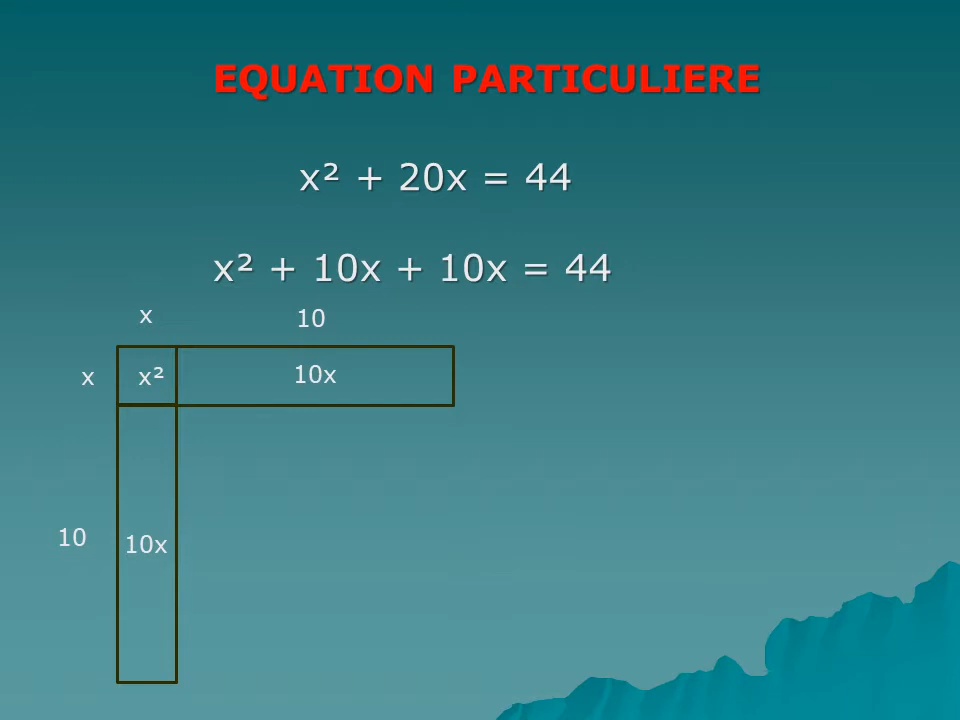 EQUATION PARTICULIERE
x² + 20x = 44
x² + 10x + 10x = 44
x 10
x x² 10x
10 10x